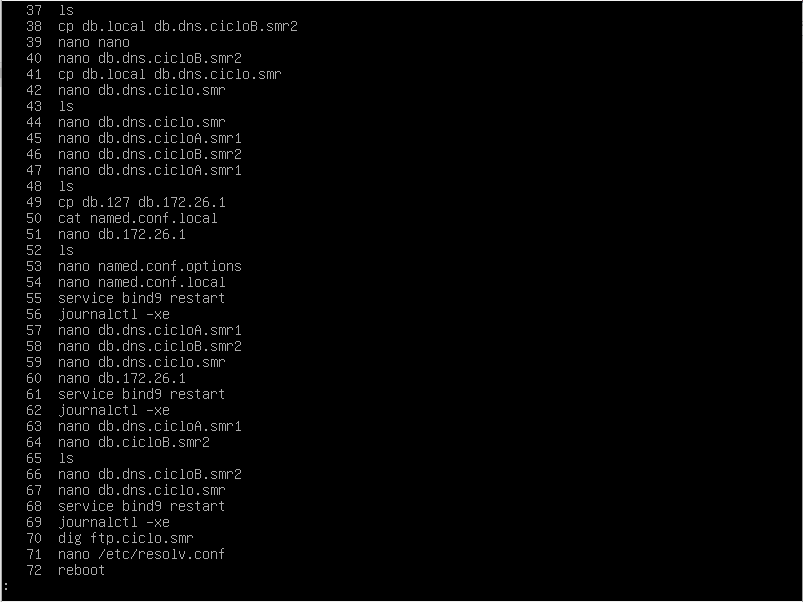 37 ls
38 cp db.local db.dns.cicloB.smr2
39 nano nano
40 nano db.dns.cicloB.smr2
41 cp db.local db.dns.ciclo.smr
42 nano db.dns.ciclo.smr
43 ls
44 nano db.dns.ciclo.smr
45 nano db.dns.cicloA.smr1
46 nano db.dns.cicloB.smr2
47 nano db.dns.cicloA.smr1
48 ls
49 cp db.127 db.172.26.1
50 cat named.conf.local
51 nano db.172.26.1
52 ls
53 nano named.conf.options
54 nano named.conf.local
55 service bind9 restart
56 journalctl -xe
57 nano db.dns.cicloA.smr1
58 nano db.dns.cicloB.smr2
59 nano db.dns.ciclo.smr
60 nano db.172.26.1
61 service bind9 restart
62 journalctl -xe
63 nano db.dns.cicloA.smr1
64 nano db.cicloB.smr2
65 ls
66 nano db.dns.cicloB.smr2
67 nano db.dns.ciclo.smr
68 service bind9 restart
69 journalctl -xe
70 dig ftp.ciclo.smr
71 nano /etc/resolv.conf
72 reboot
: